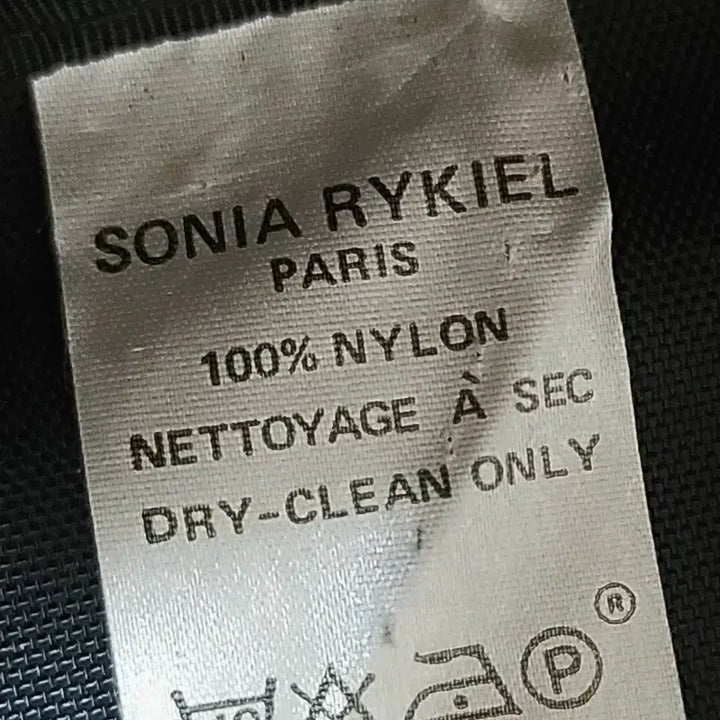 SONIA RYKIEL
PARIS
100% NYLON
NETTOYAGE À SEC
DRY-CLEAN ONLY
®
P